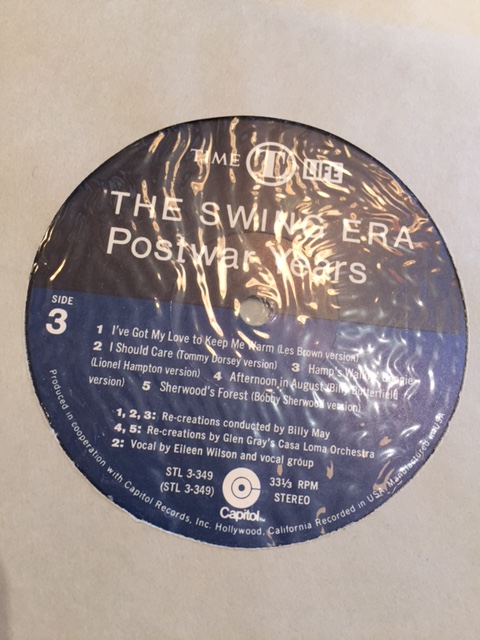 TIME T LIFE
THE SWING ERA
Postwar Years
SIDE
3
1 I've Got My Love to Keep Me Warm (Les Brown version)
2 I Should Care (Tommy Dorsey version) 3 Hamp's Walkin' Boogie
(Lionel Hampton version) 4 Afternoon in August (Billy Butterfield
version) 5 Sherwood's Forest (Bobby Sherwood version)
1, 2, 3: Re-creations conducted by Billy May
4, 5: Re-creations by Glen Gray's Casa Loma Orchestra
2: Vocal by Eileen Wilson and vocal group
STL 3-349
(STL 3-349)
33⅓ RPM
STEREO
Capitol
Produced in cooperation with Capitol Records, Inc. Hollywood, California Recorded in USA. Manufactured in USA